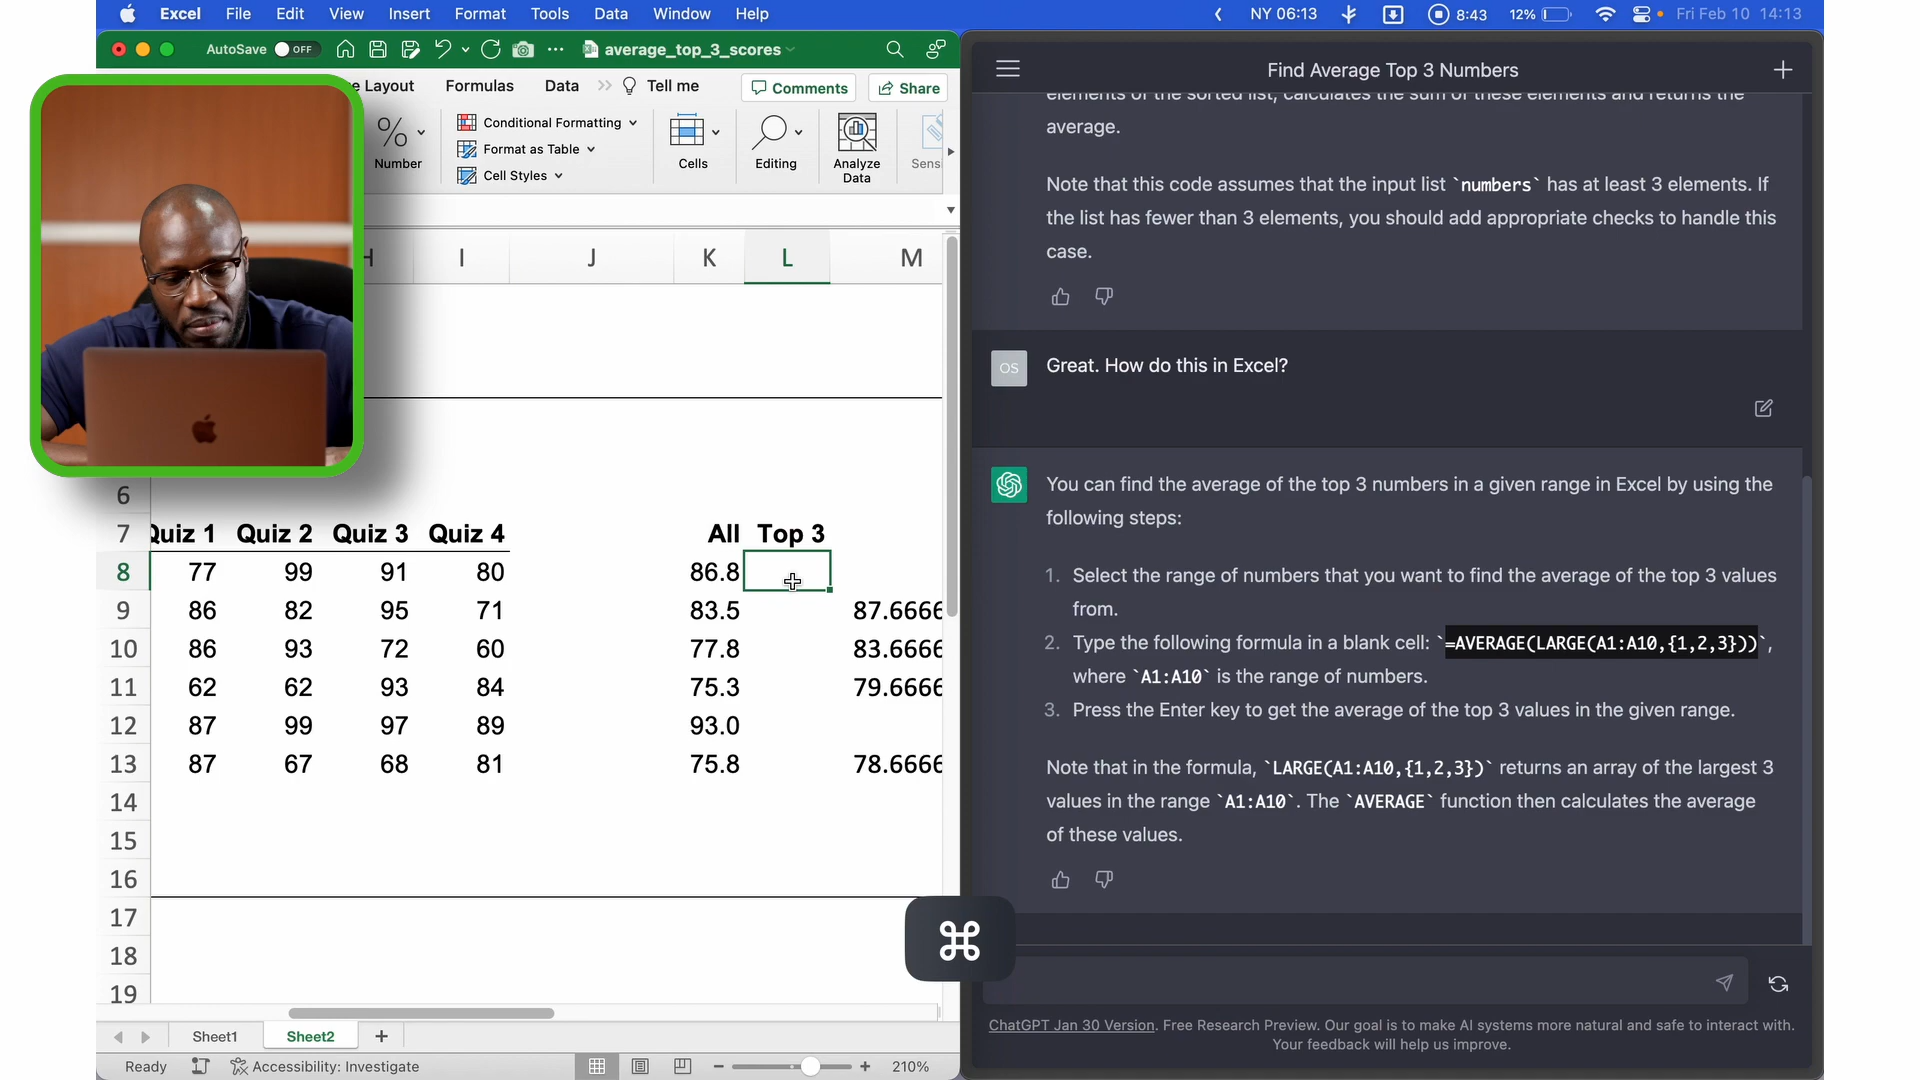 Excel File Edit View Insert Format Tools Data Window Help NY 06:13 8:43 12% Fri Feb 10 14:13
AutoSave OFF average_top_3_scores
e Layout Formulas Data Tell me Comments Share
Number
Conditional Formatting
Format as Table
Cell Styles
Cells
Editing
Analyze
Data
Sens
H I J K L M
6
7 Quiz 1 Quiz 2 Quiz 3 Quiz 4 All Top 3
8 77 99 91 80 86.8
9 86 82 95 71 83.5 87.6666
10 86 93 72 60 77.8 83.6666
11 62 62 93 84 75.3 79.6666
12 87 99 97 89 93.0
13 87 67 68 81 75.8 78.6666
14
15
16
17
18
19
Sheet1 Sheet2
Ready Accessibility: Investigate 210%
⌘
Find Average Top 3 Numbers
elements of the sorted list, calculates the sum of these elements and returns the
average.
Note that this code assumes that the input list `numbers` has at least 3 elements. If
the list has fewer than 3 elements, you should add appropriate checks to handle this
case.
OS Great. How do this in Excel?
You can find the average of the top 3 numbers in a given range in Excel by using the
following steps:
1. Select the range of numbers that you want to find the average of the top 3 values
from.
2. Type the following formula in a blank cell: `=AVERAGE(LARGE(A1:A10,{1,2,3}))`,
where `A1:A10` is the range of numbers.
3. Press the Enter key to get the average of the top 3 values in the given range.
Note that in the formula, `LARGE(A1:A10,{1,2,3})` returns an array of the largest 3
values in the range `A1:A10`. The `AVERAGE` function then calculates the average
of these values.
ChatGPT Jan 30 Version. Free Research Preview. Our goal is to make AI systems more natural and safe to interact with.
Your feedback will help us improve.